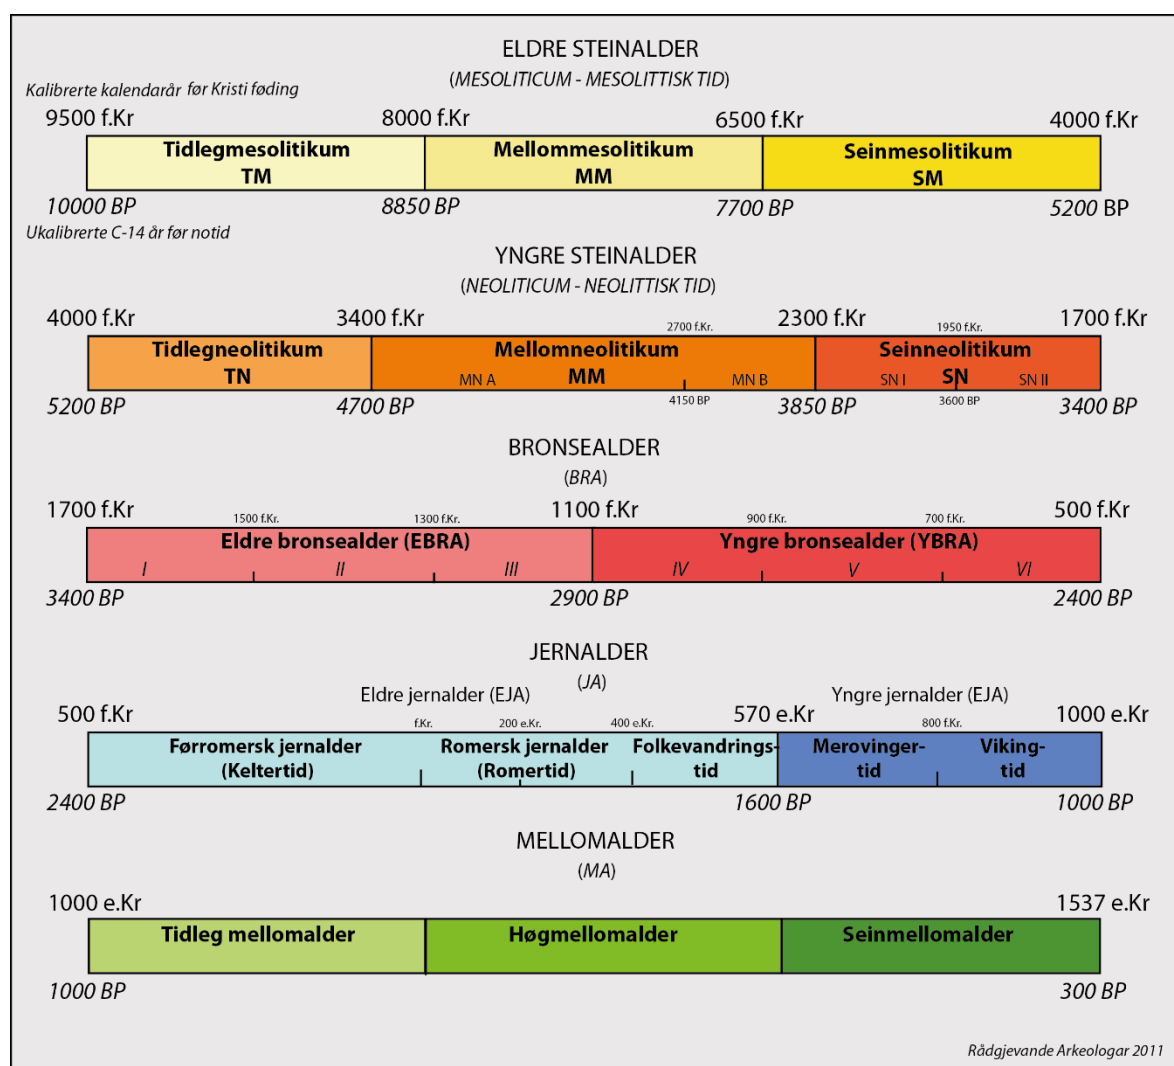 ELDRE STEINALDER
(MESOLITICUM - MESOLITTISK TID)
Kalibrerte kalendarår før Kristi føding
9500 f.Kr 8000 f.Kr 6500 f.Kr 4000 f.Kr
Tidlegmesolitikum Mellommesolitikum Seinmesolitikum
TM MM SM
10000 BP 8850 BP 7700 BP 5200 BP
Ukalibrerte C-14 år før notid
YNGRE STEINALDER
(NEOLITICUM - NEOLITTISK TID)
4000 f.Kr 3400 f.Kr 2700 f.Kr. 2300 f.Kr 1950 f.Kr. 1700 f.Kr
Tidlegneolitikum Mellomneolitikum Seinneolitikum
TN MN A MM MN B SN I SN SN II
5200 BP 4700 BP 4150 BP 3850 BP 3600 BP 3400 BP
BRONSEALDER
(BRA)
1700 f.Kr 1500 f.Kr. 1300 f.Kr. 1100 f.Kr 900 f.Kr. 700 f.Kr. 500 f.Kr
Eldre bronsealder (EBRA) Yngre bronsealder (YBRA)
I II III IV V VI
3400 BP 2900 BP 2400 BP
JERNALDER
(JA)
Eldre jernalder (EJA) Yngre jernalder (EJA)
500 f.Kr f.Kr. 200 e.Kr. 400 e.Kr. 570 e.Kr 800 f.Kr. 1000 e.Kr
Førromersk jernalder Romersk jernalder Folkevandrings- Merovinger- Viking-
(Keltertid) (Romertid) tid tid tid
2400 BP 1600 BP 1000 BP
MELLOMALDER
(MA)
1000 e.Kr 1537 e.Kr
Tidleg mellomalder Høgmellomalder Seinmellomalder
1000 BP 300 BP
Rådgjevande Arkeologar 2011